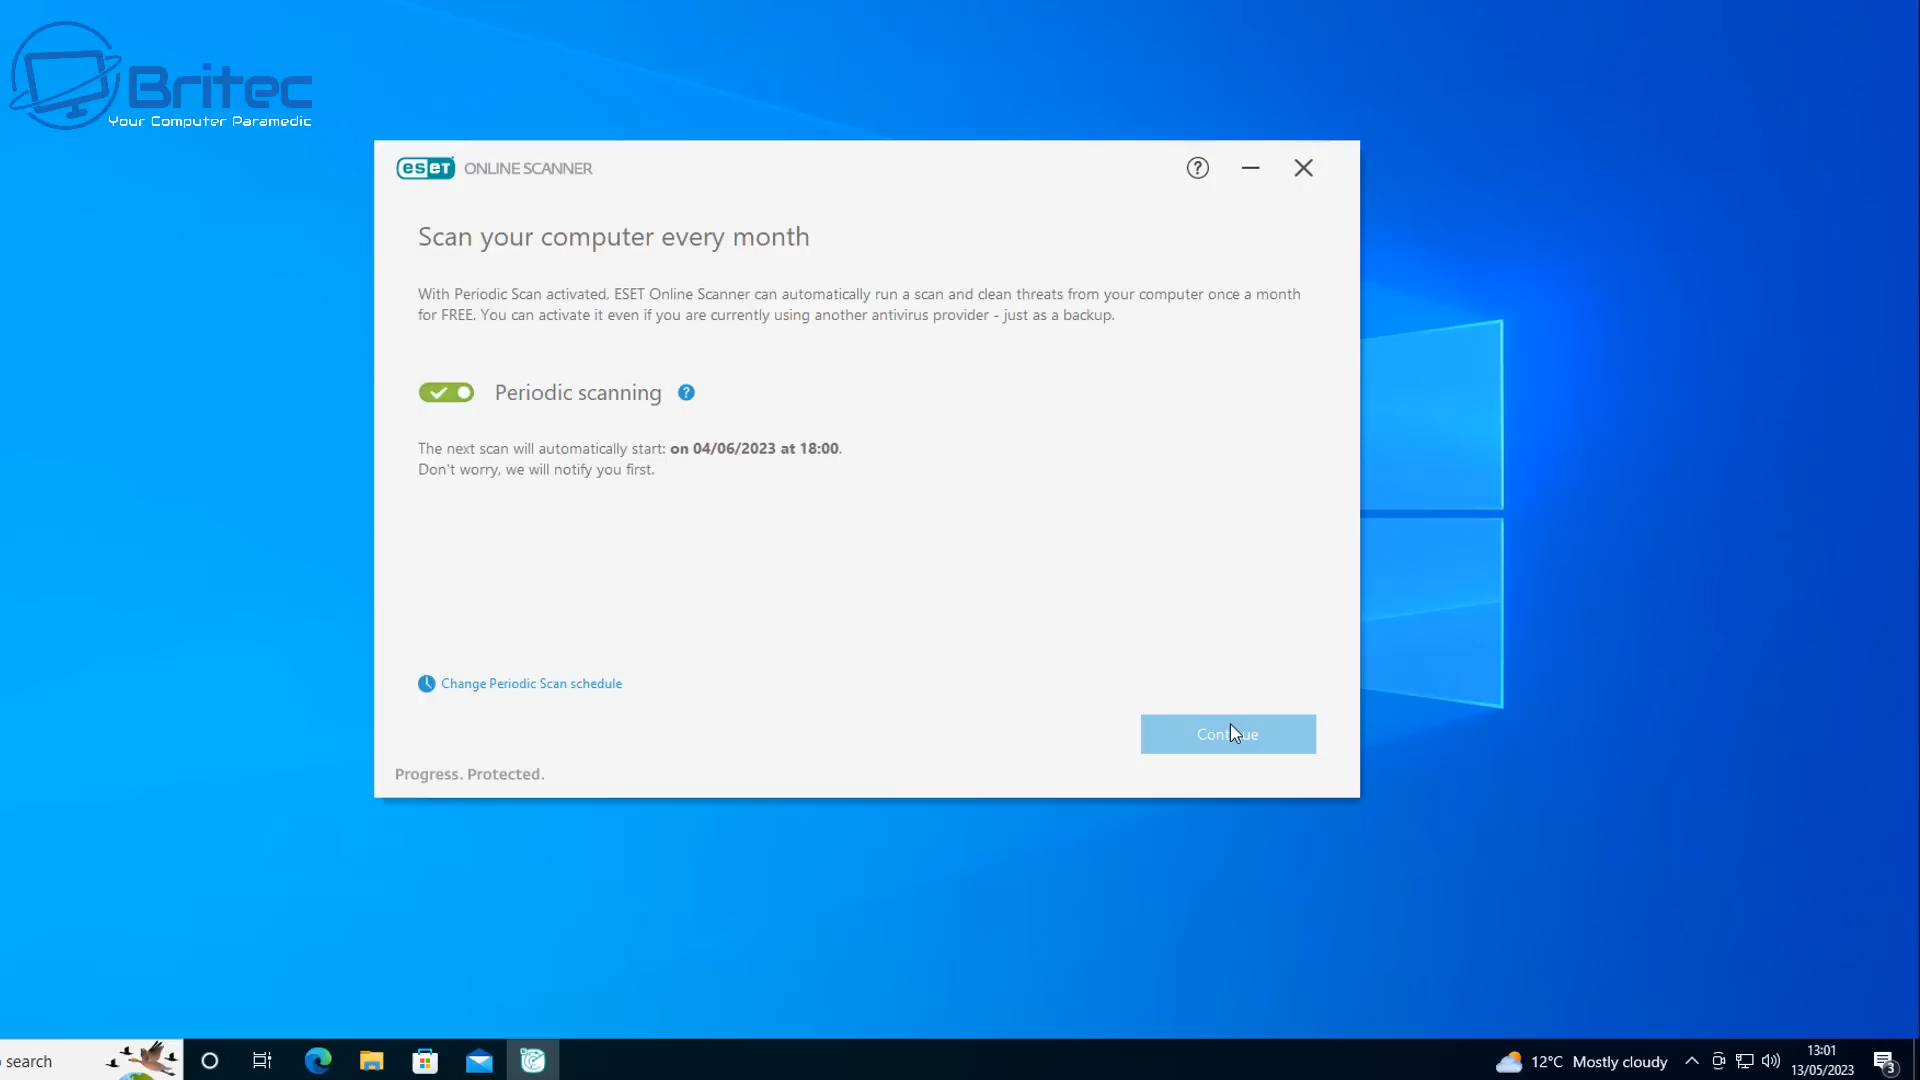 Britec
Your Computer Paramedic
eseT ONLINE SCANNER
Scan your computer every month
With Periodic Scan activated, ESET Online Scanner can automatically run a scan and clean threats from your computer once a month
for FREE. You can activate it even if you are currently using another antivirus provider - just as a backup.
Periodic scanning
The next scan will automatically start: on 04/06/2023 at 18:00.
Don't worry, we will notify you first.
Change Periodic Scan schedule
Continue
Progress. Protected.
search
12°C Mostly cloudy
13:01
13/05/2023
3